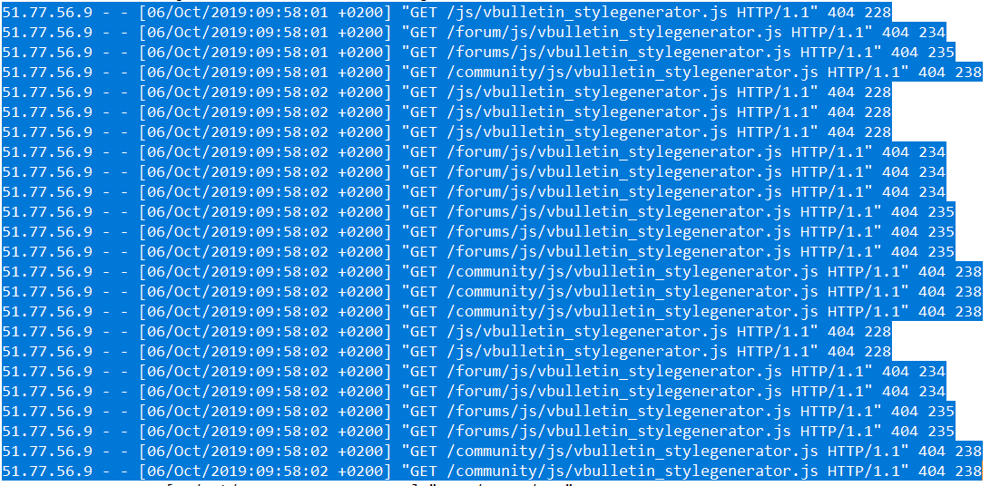 51.77.56.9 - - [06/Oct/2019:09:58:01 +0200] "GET /js/vbulletin_stylegenerator.js HTTP/1.1" 404 228
51.77.56.9 - - [06/Oct/2019:09:58:01 +0200] "GET /forum/js/vbulletin_stylegenerator.js HTTP/1.1" 404 234
51.77.56.9 - - [06/Oct/2019:09:58:01 +0200] "GET /forums/js/vbulletin_stylegenerator.js HTTP/1.1" 404 235
51.77.56.9 - - [06/Oct/2019:09:58:01 +0200] "GET /community/js/vbulletin_stylegenerator.js HTTP/1.1" 404 238
51.77.56.9 - - [06/Oct/2019:09:58:02 +0200] "GET /js/vbulletin_stylegenerator.js HTTP/1.1" 404 228
51.77.56.9 - - [06/Oct/2019:09:58:02 +0200] "GET /js/vbulletin_stylegenerator.js HTTP/1.1" 404 228
51.77.56.9 - - [06/Oct/2019:09:58:02 +0200] "GET /js/vbulletin_stylegenerator.js HTTP/1.1" 404 228
51.77.56.9 - - [06/Oct/2019:09:58:02 +0200] "GET /forum/js/vbulletin_stylegenerator.js HTTP/1.1" 404 234
51.77.56.9 - - [06/Oct/2019:09:58:02 +0200] "GET /forum/js/vbulletin_stylegenerator.js HTTP/1.1" 404 234
51.77.56.9 - - [06/Oct/2019:09:58:02 +0200] "GET /forum/js/vbulletin_stylegenerator.js HTTP/1.1" 404 234
51.77.56.9 - - [06/Oct/2019:09:58:02 +0200] "GET /forums/js/vbulletin_stylegenerator.js HTTP/1.1" 404 235
51.77.56.9 - - [06/Oct/2019:09:58:02 +0200] "GET /forums/js/vbulletin_stylegenerator.js HTTP/1.1" 404 235
51.77.56.9 - - [06/Oct/2019:09:58:02 +0200] "GET /forums/js/vbulletin_stylegenerator.js HTTP/1.1" 404 235
51.77.56.9 - - [06/Oct/2019:09:58:02 +0200] "GET /community/js/vbulletin_stylegenerator.js HTTP/1.1" 404 238
51.77.56.9 - - [06/Oct/2019:09:58:02 +0200] "GET /community/js/vbulletin_stylegenerator.js HTTP/1.1" 404 238
51.77.56.9 - - [06/Oct/2019:09:58:02 +0200] "GET /community/js/vbulletin_stylegenerator.js HTTP/1.1" 404 238
51.77.56.9 - - [06/Oct/2019:09:58:02 +0200] "GET /js/vbulletin_stylegenerator.js HTTP/1.1" 404 228
51.77.56.9 - - [06/Oct/2019:09:58:02 +0200] "GET /js/vbulletin_stylegenerator.js HTTP/1.1" 404 228
51.77.56.9 - - [06/Oct/2019:09:58:02 +0200] "GET /forum/js/vbulletin_stylegenerator.js HTTP/1.1" 404 234
51.77.56.9 - - [06/Oct/2019:09:58:02 +0200] "GET /forum/js/vbulletin_stylegenerator.js HTTP/1.1" 404 234
51.77.56.9 - - [06/Oct/2019:09:58:02 +0200] "GET /forums/js/vbulletin_stylegenerator.js HTTP/1.1" 404 235
51.77.56.9 - - [06/Oct/2019:09:58:02 +0200] "GET /forums/js/vbulletin_stylegenerator.js HTTP/1.1" 404 235
51.77.56.9 - - [06/Oct/2019:09:58:02 +0200] "GET /community/js/vbulletin_stylegenerator.js HTTP/1.1" 404 238
51.77.56.9 - - [06/Oct/2019:09:58:02 +0200] "GET /community/js/vbulletin_stylegenerator.js HTTP/1.1" 404 238